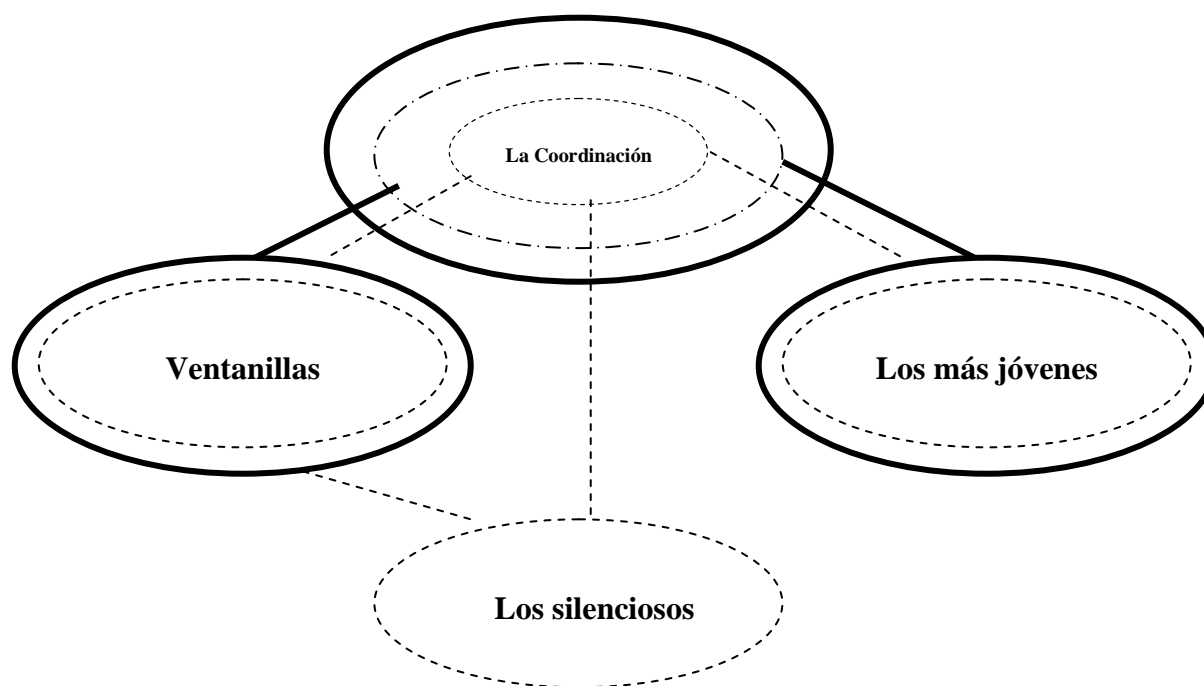 La Coordinación
Ventanillas
Los más jóvenes
Los silenciosos